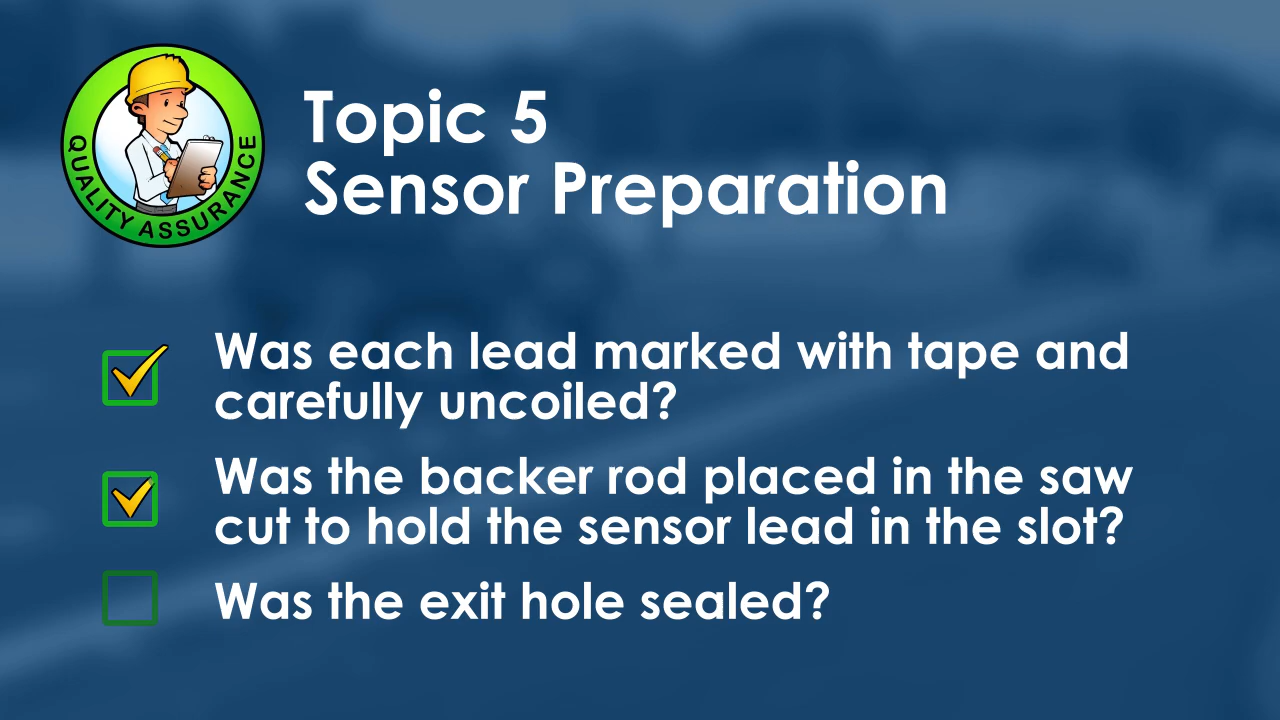 QUALITY ASSURANCE
Topic 5
Sensor Preparation
Was each lead marked with tape and
carefully uncoiled?
Was the backer rod placed in the saw
cut to hold the sensor lead in the slot?
Was the exit hole sealed?